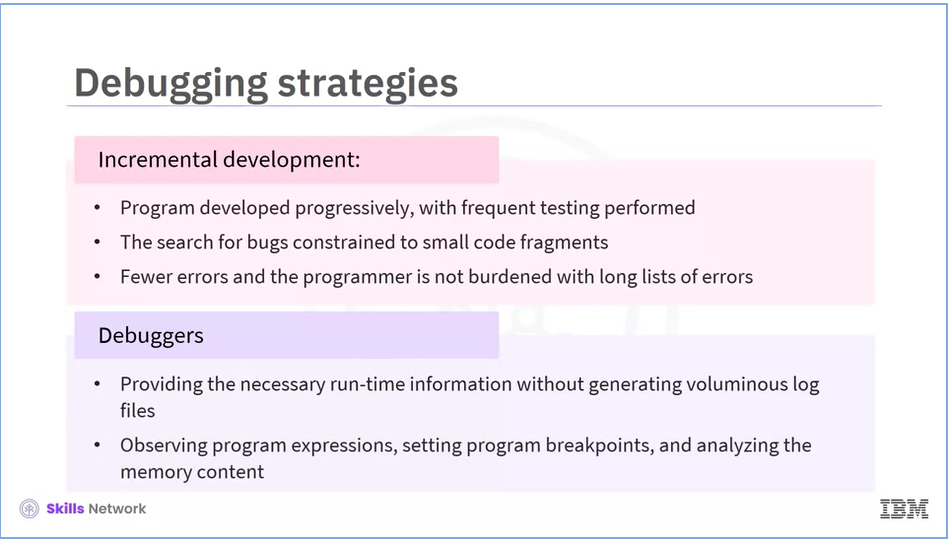 Debugging strategies
Incremental development:
• Program developed progressively, with frequent testing performed
• The search for bugs constrained to small code fragments
• Fewer errors and the programmer is not burdened with long lists of errors
Debuggers
• Providing the necessary run-time information without generating voluminous log
files
• Observing program expressions, setting program breakpoints, and analyzing the
memory content
Skills Network
IBM